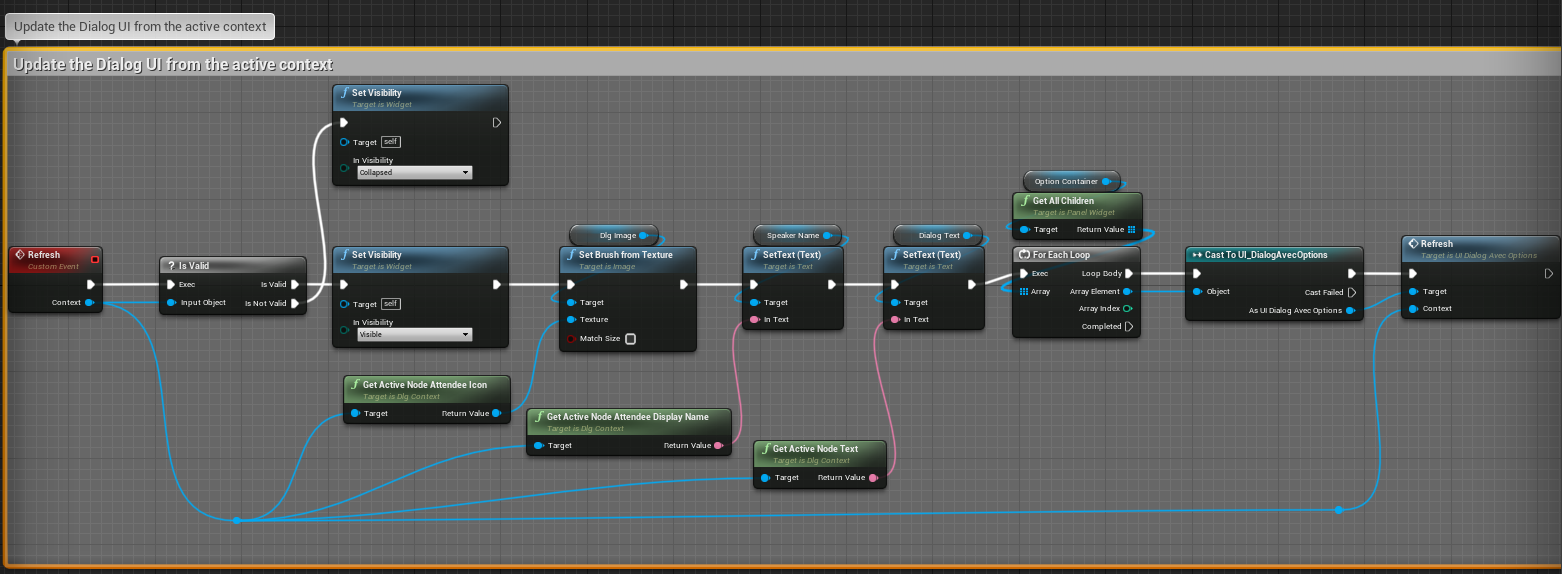 Update the Dialog UI from the active context
Update the Dialog UI from the active context
Set Visibility
Target is Widget
Target self
In Visibility
Collapsed
Refresh
Custom Event
Context
Is Valid
Exec Is Valid
Input Object Is Not Valid
Set Visibility
Target is Widget
Target self
In Visibility
Visible
Dlg Image
Set Brush from Texture
Target is Image
Target
Texture
Match Size
Speaker Name
SetText (Text)
Target is Text
Target
In Text
Dialog Text
SetText (Text)
Target is Text
Target
In Text
Option Container
Get All Children
Target is Panel Widget
Target Return Value
For Each Loop
Exec Loop Body
Array Array Element
Array Index
Completed
Cast To UI_DialogAvecOptions
Object Cast Failed
As UI Dialog Avec Options
Refresh
Target is UI Dialog Avec Options
Target
Context
Get Active Node Attendee Icon
Target is Dlg Context
Target Return Value
Get Active Node Attendee Display Name
Target is Dlg Context
Target Return Value
Get Active Node Text
Target is Dlg Context
Target Return Value